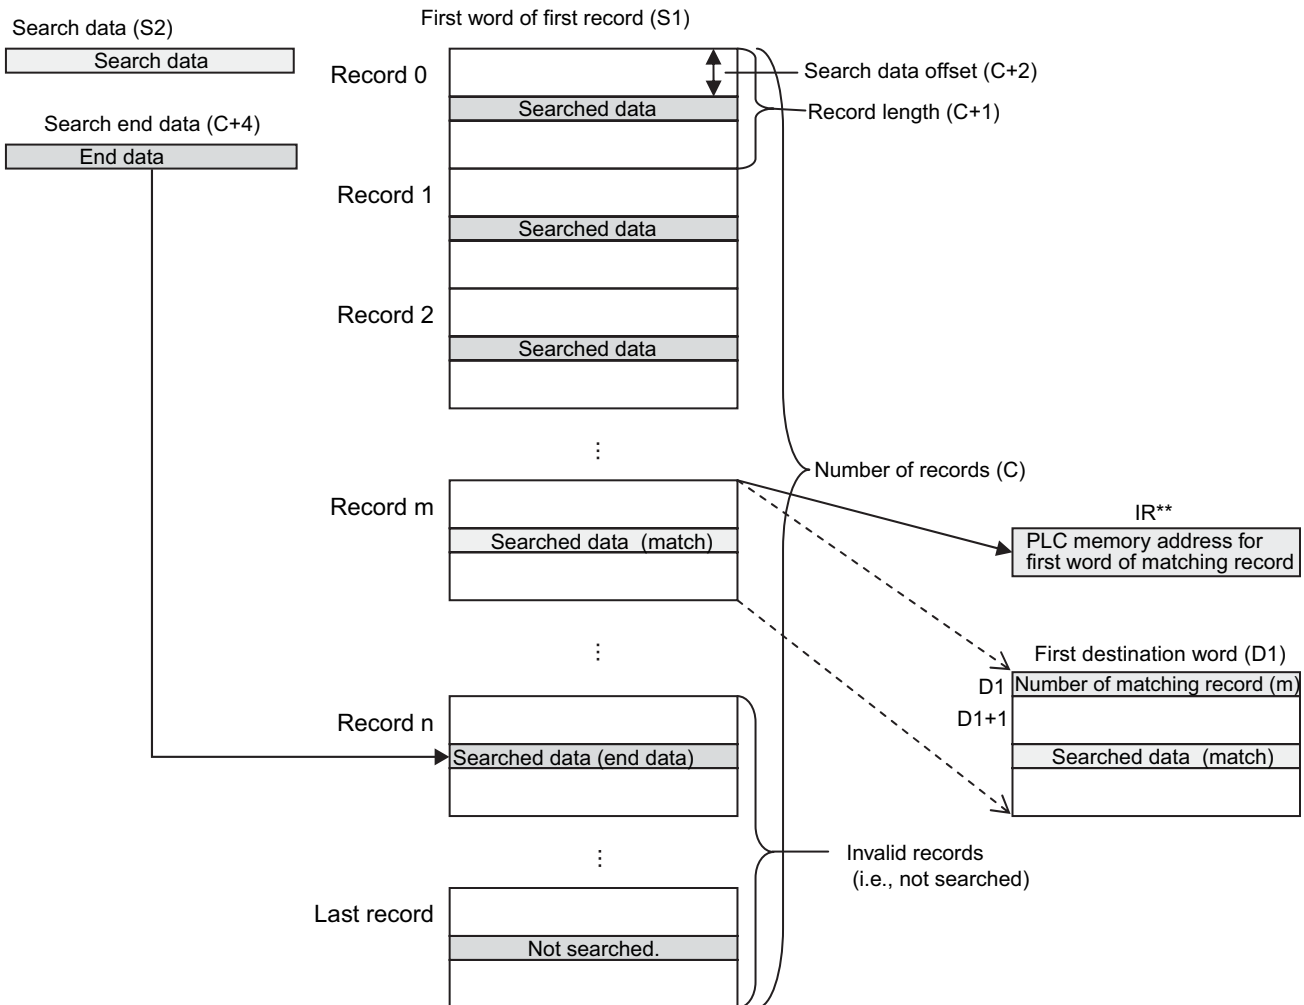 First word of first record (S1)
Search data (S2)
Search data
Record 0
Search data offset (C+2)
Searched data
Record length (C+1)
Search end data (C+4)
End data
Record 1
Searched data
Record 2
Searched data
⋮
Number of records (C)
Record m
Searched data (match)
IR**
PLC memory address for
first word of matching record
⋮
First destination word (D1)
D1
Number of matching record (m)
D1+1
Searched data (match)
Record n
Searched data (end data)
⋮
Invalid records
(i.e., not searched)
Last record
Not searched.